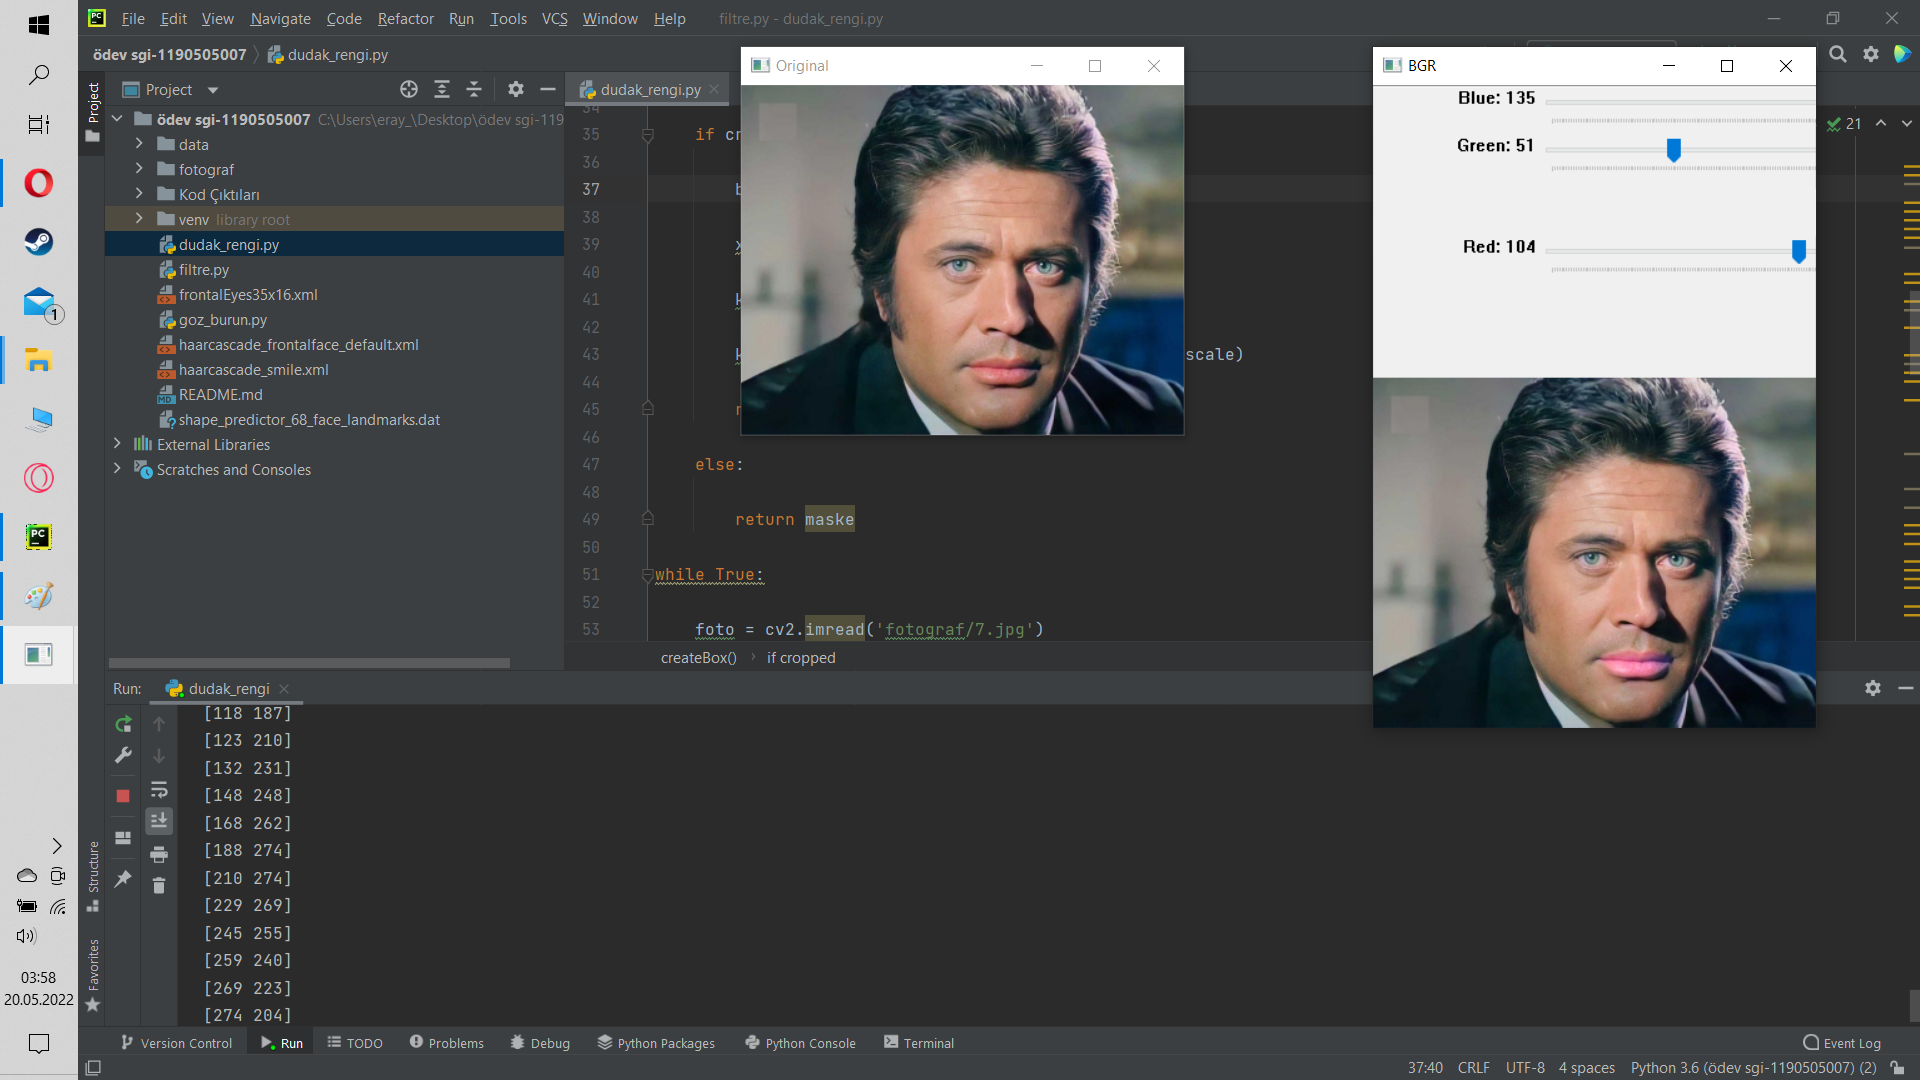 File Edit View Navigate Code Refactor Run Tools VCS Window Help filtre.py - dudak_rengi.py
ödev sgi-1190505007 dudak_rengi.py
Project
Project
dudak_rengi.py
ödev sgi-1190505007 C:\Users\eray_\Desktop\ödev sgi-119
data
fotograf
Kod Çıktıları
venv library root
dudak_rengi.py
filtre.py
frontalEyes35x16.xml
goz_burun.py
haarcascade_frontalface_default.xml
haarcascade_smile.xml
README.md
shape_predictor_68_face_landmarks.dat
External Libraries
Scratches and Consoles
Original
BGR
Blue: 135
Green: 51
Red: 104
21
34
35 if cr
36
37 b
38
39 x
40
41 k
42
43 k scale)
44
45 r
46
47 else:
48
49 return maske
50
51 while True:
52
53 foto = cv2.imread('fotograf/7.jpg')
createBox() if cropped
Run: dudak_rengi
[118 187]
[123 210]
[132 231]
[148 248]
[168 262]
[188 274]
[210 274]
[229 269]
[245 255]
[259 240]
[269 223]
[274 204]
Structure
Favorites
1
03:58
20.05.2022
Version Control Run TODO Problems Debug Python Packages Python Console Terminal Event Log
37:40 CRLF UTF-8 4 spaces Python 3.6 (ödev sgi-1190505007) (2)